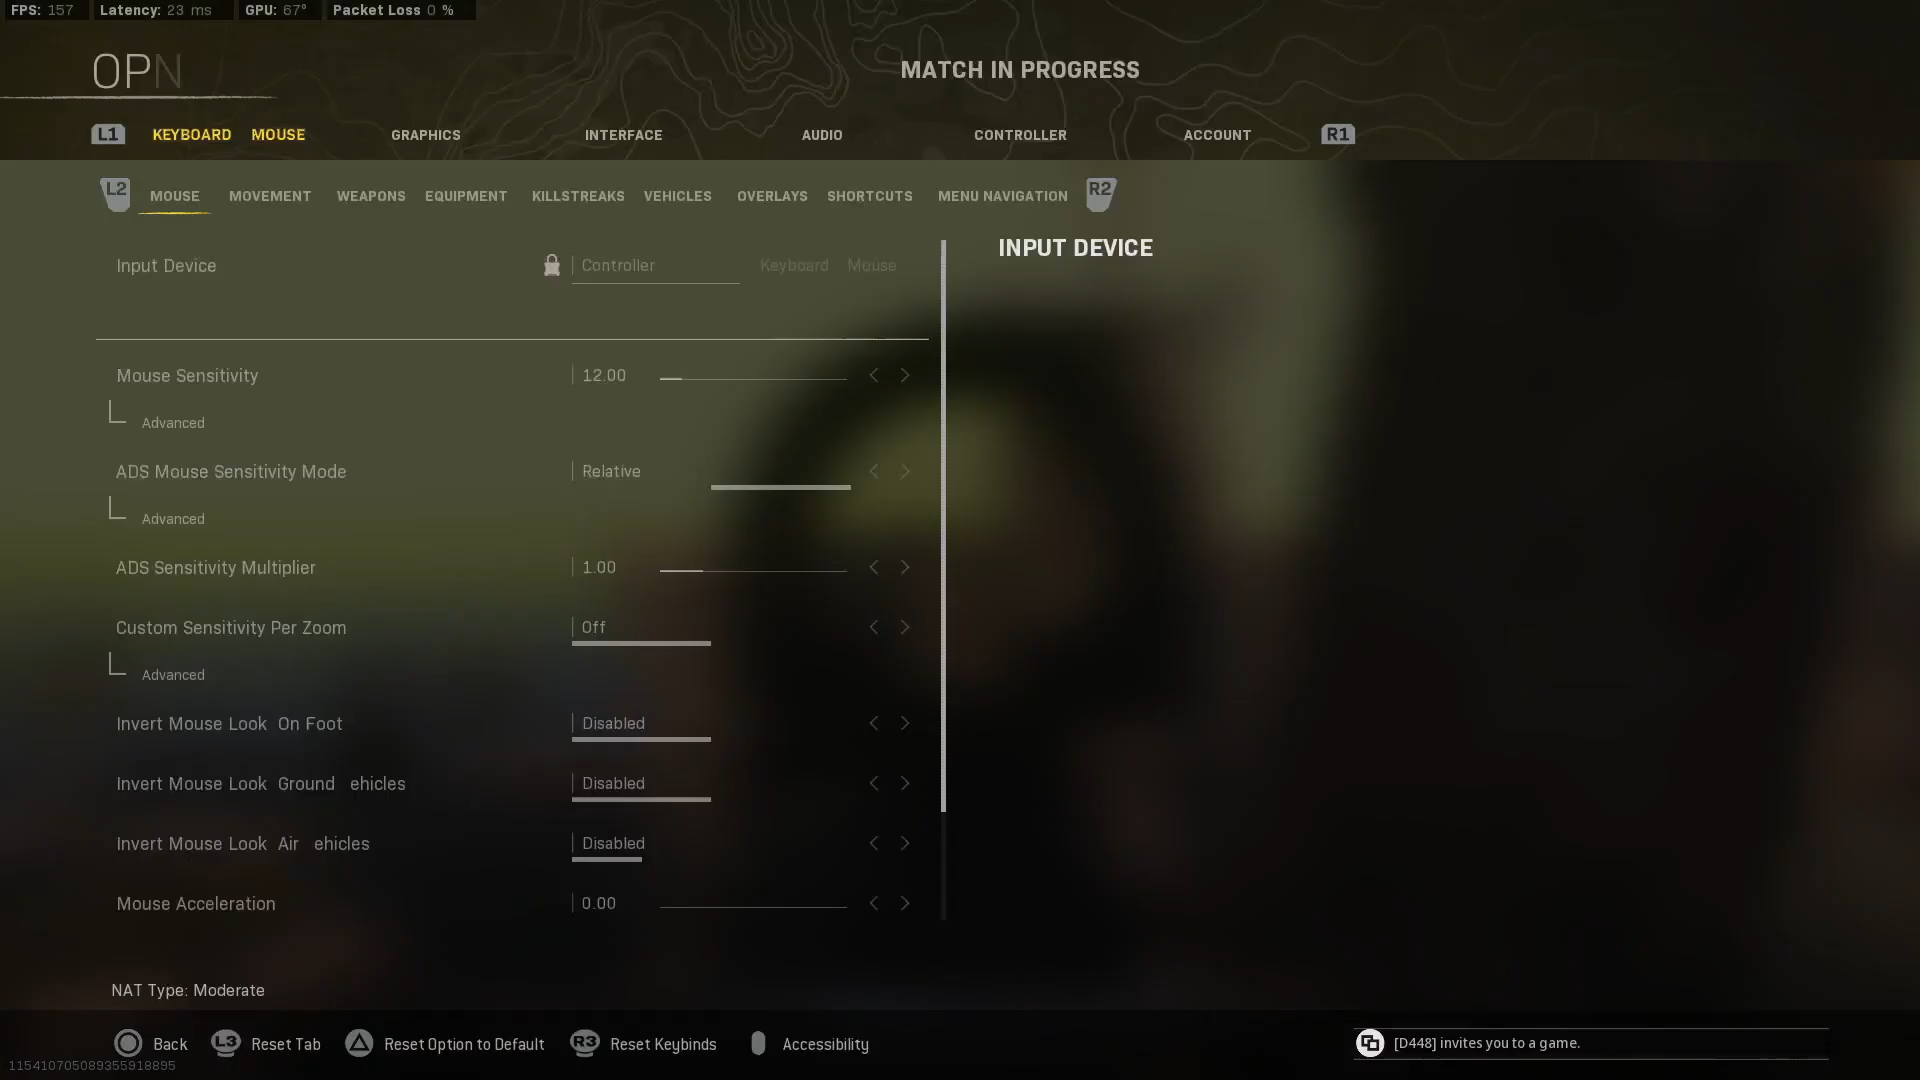 FPS: 157 Latency: 23 ms GPU: 67° Packet Loss 0 %
OPN
MATCH IN PROGRESS
L1 KEYBOARD MOUSE GRAPHICS INTERFACE AUDIO CONTROLLER ACCOUNT R1
L2 MOUSE MOVEMENT WEAPONS EQUIPMENT KILLSTREAKS VEHICLES OVERLAYS SHORTCUTS MENU NAVIGATION R2
INPUT DEVICE
Input Device Controller Keyboard Mouse
Mouse Sensitivity 12.00
Advanced
ADS Mouse Sensitivity Mode Relative
Advanced
ADS Sensitivity Multiplier 1.00
Custom Sensitivity Per Zoom Off
Advanced
Invert Mouse Look On Foot Disabled
Invert Mouse Look Ground ehicles Disabled
Invert Mouse Look Air ehicles Disabled
Mouse Acceleration 0.00
NAT Type: Moderate
Back L3 Reset Tab Reset Option to Default R3 Reset Keybinds Accessibility
[D448] invites you to a game.
115410705089355918895